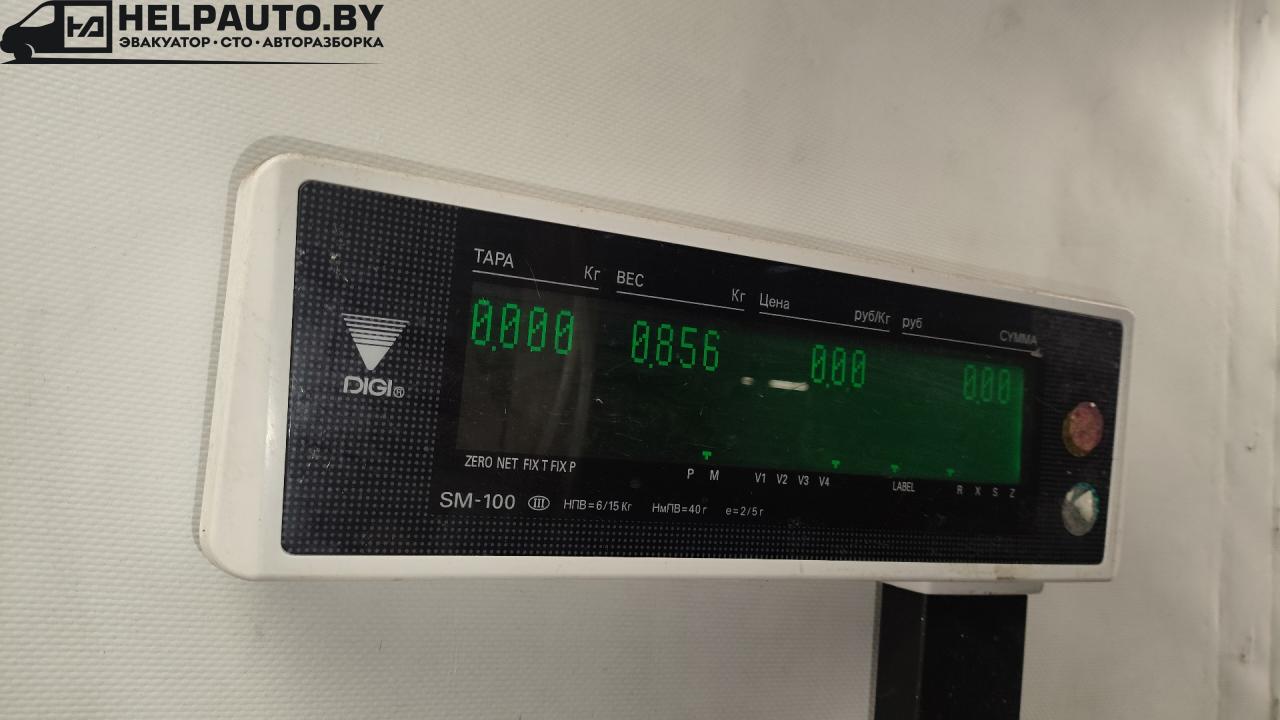 HELPAUTO.BY
ЭВАКУАТОР · СТО · АВТОРАЗБОРКА
ТАРА Кг ВЕС Кг Цена руб/Кг руб СУММА
0.000 0.856 0.00 0.00
DIGI®
ZERO NET FIX T FIX P P M V1 V2 V3 V4 LABEL R X S Z
SM-100 III НПВ=6/15 Кг НмПВ=40 г e=2/5 г